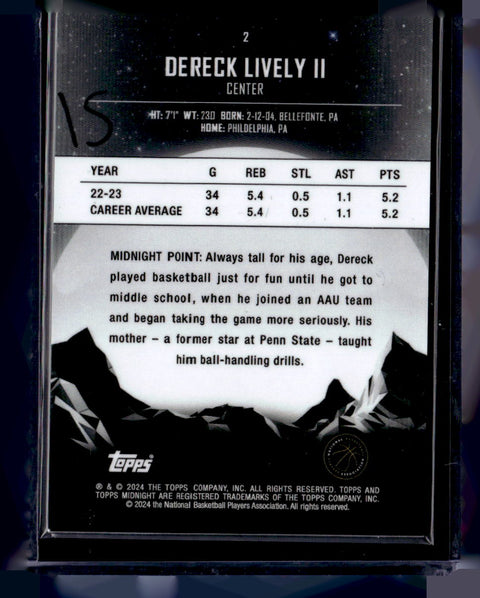 2
DERECK LIVELY II
CENTER
15
HT: 7'1" WT: 230 BORN: 2-12-04, BELLEFONTE, PA
HOME: PHILDELPHIA, PA
YEAR G REB STL AST PTS
22-23 34 5.4 0.5 1.1 5.2
CAREER AVERAGE 34 5.4 0.5 1.1 5.2
MIDNIGHT POINT: Always tall for his age, Dereck
played basketball just for fun until he got to
middle school, when he joined an AAU team
and began taking the game more seriously. His
mother – a former star at Penn State – taught
him ball-handling drills.
topps
® & © 2024 THE TOPPS COMPANY, INC. ALL RIGHTS RESERVED. TOPPS AND
TOPPS MIDNIGHT ARE REGISTERED TRADEMARKS OF THE TOPPS COMPANY, INC.
© 2024 the National Basketball Players Association. All rights reserved.